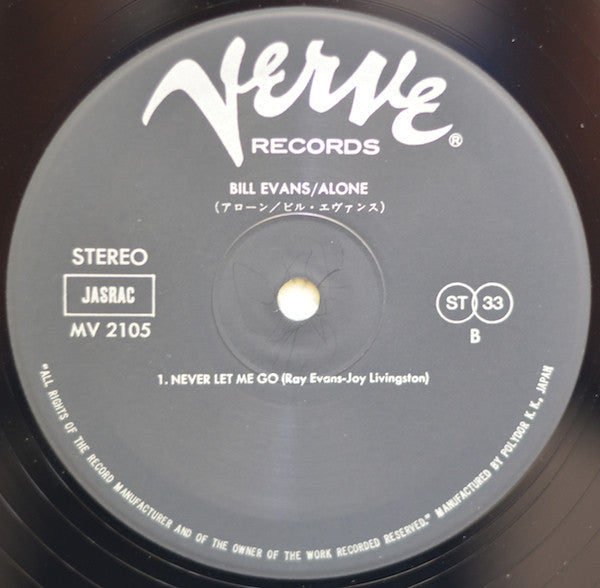 Verve
RECORDS®
BILL EVANS/ALONE
(アローン/ビル・エヴァンス)
STEREO
JASRAC
MV 2105
ST 33
B
1. NEVER LET ME GO (Ray Evans-Joy Livingston)
"ALL RIGHTS OF THE RECORD MANUFACTURER AND OF THE OWNER OF THE WORK RECORDED RESERVED." MANUFACTURED BY POLYDOR K. K., JAPAN